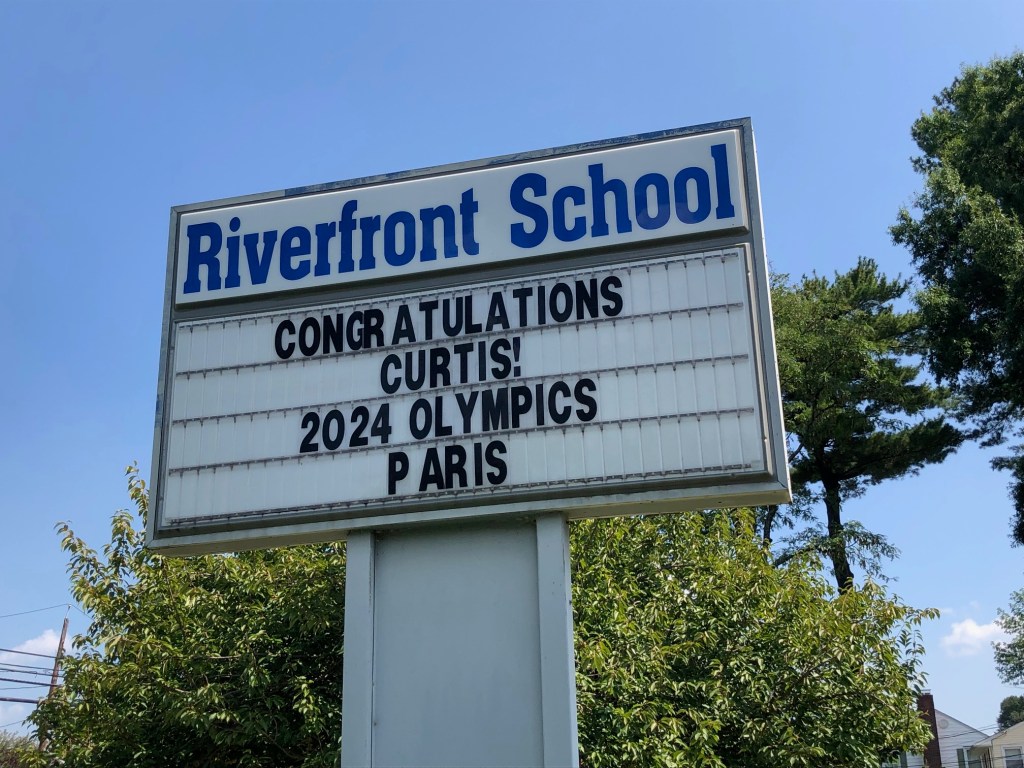 Riverfront School
CONGRATULATIONS
CURTIS!
2024 OLYMPICS
PARIS